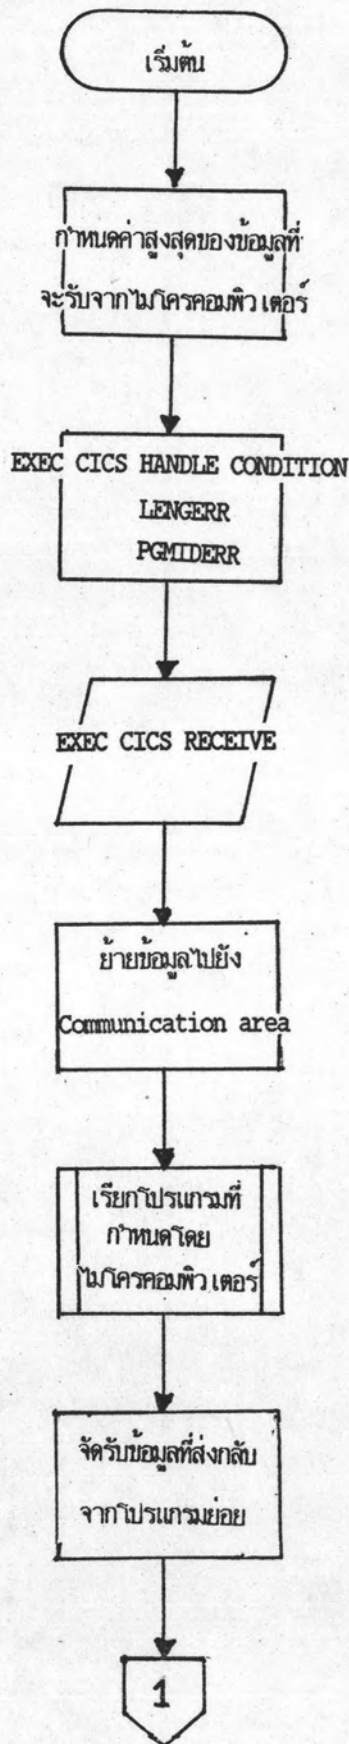 เริ่มต้น
กำหนดค่าสูงสุดของข้อมูลที่
จะรับจากไมโครคอมพิวเตอร์
EXEC CICS HANDLE CONDITION
LENGERR
PGMIDERR
EXEC CICS RECEIVE
ย้ายข้อมูลไปยัง
Communication area
เรียกโปรแกรมที่
กำหนดโดย
ไมโครคอมพิวเตอร์
จัดรับข้อมูลที่ส่งกลับ
จากโปรแกรมย่อย
1